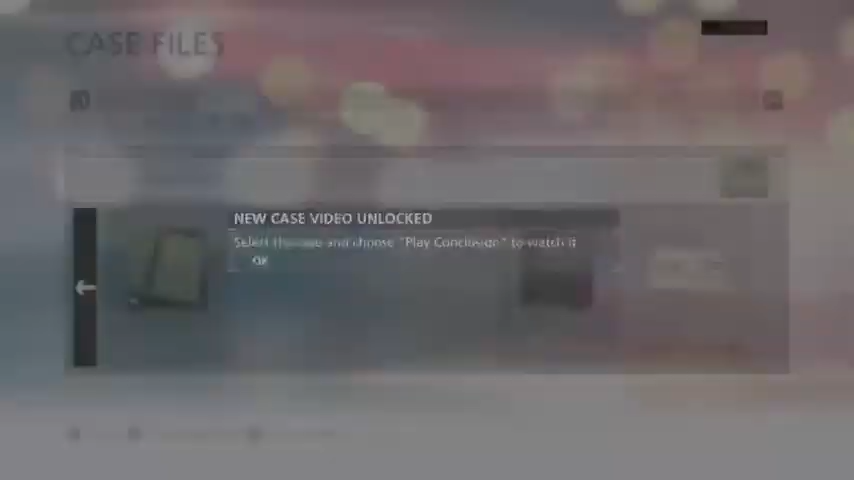 CASE FILES
NEW CASE VIDEO UNLOCKED
Select the case and choose "Play Conclusion" to watch it
OK